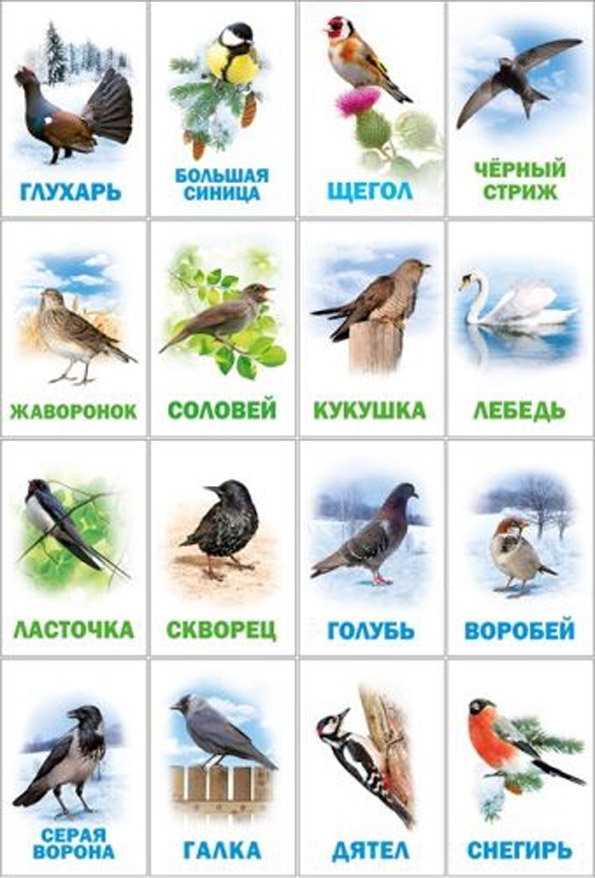 ГЛУХАРЬ
БОЛЬШАЯ
СИНИЦА
ЩЕГОЛ
ЧЁРНЫЙ
СТРИЖ
ЖАВОРОНОК
СОЛОВЕЙ
КУКУШКА
ЛЕБЕДЬ
ЛАСТОЧКА
СКВОРЕЦ
ГОЛУБЬ
ВОРОБЕЙ
СЕРАЯ
ВОРОНА
ГАЛКА
ДЯТЕЛ
СНЕГИРЬ